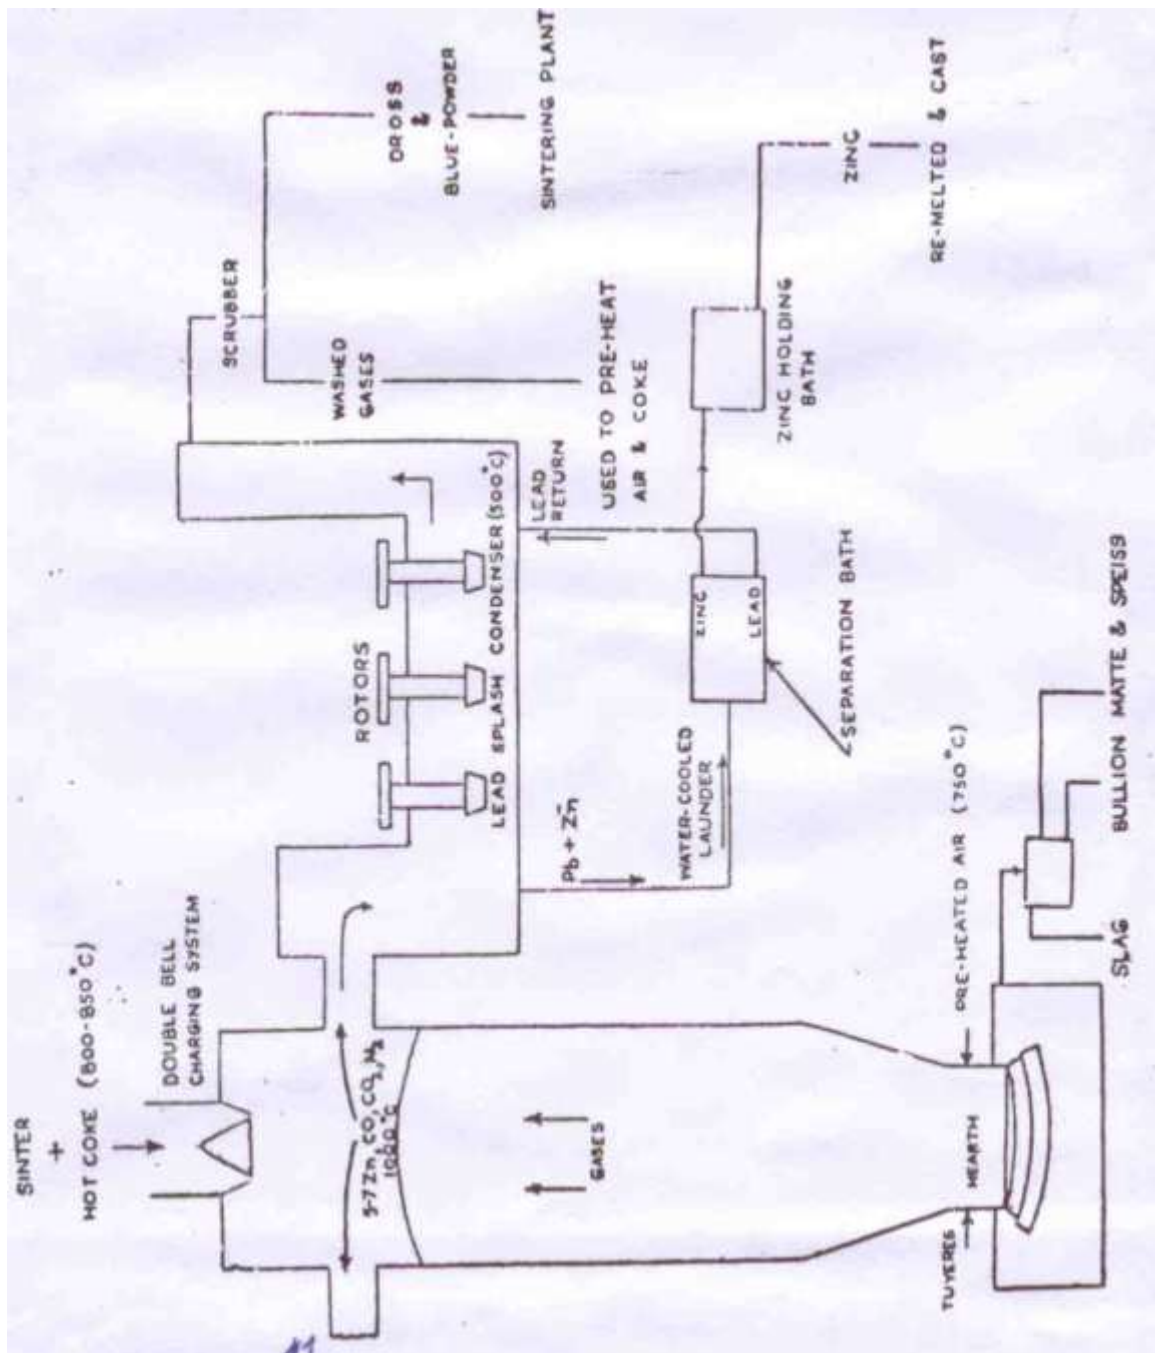 SINTER
+
HOT COKE (800-850°C)
DOUBLE BELL
CHARGING SYSTEM
5-7 Zn, CO, CO2, N2
1000°C
GASES
TUYERES
HEARTH
PRE-HEATED AIR (750°C)
SLAG
BULLION MATTE & SPEISS
ROTORS
LEAD SPLASH CONDENSER (500°C)
Pb + Zn
WATER-COOLED
LAUNDER
SEPARATION BATH
ZINC
LEAD
LEAD
RETURN
SCRUBBER
WASHED
GASES
USED TO PRE-HEAT
AIR & COKE
DROSS
&
BLUE-POWDER
SINTERING PLANT
ZINC HOLDING
BATH
ZINC
RE-MELTED & CAST